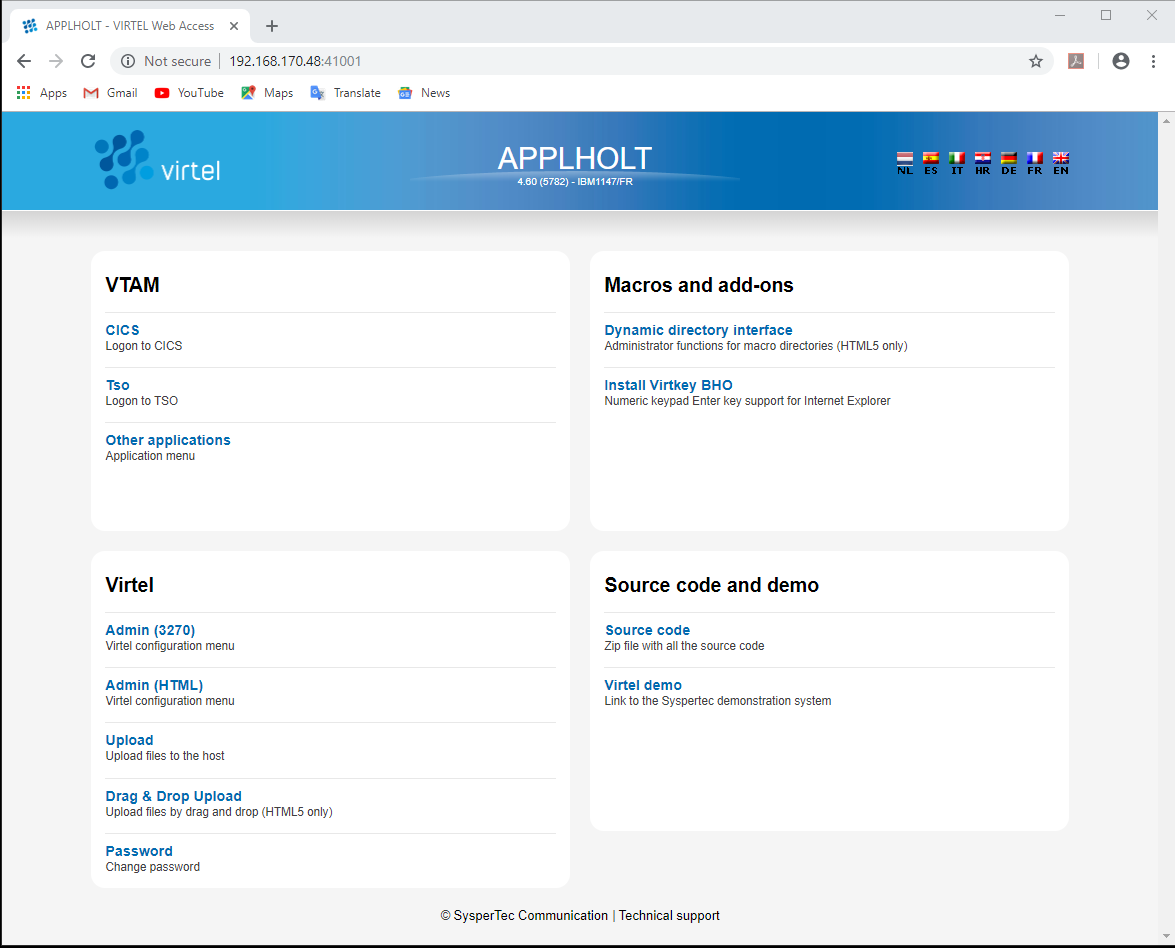 APPLHOLT - VIRTEL Web Access
Not secure 192.168.170.48:41001
Apps Gmail YouTube Maps Translate News
virtel
APPLHOLT
4.60 (5782) - IBM1147/FR
NL ES IT HR DE FR EN
VTAM
CICS
Logon to CICS
Tso
Logon to TSO
Other applications
Application menu
Macros and add-ons
Dynamic directory interface
Administrator functions for macro directories (HTML5 only)
Install Virtkey BHO
Numeric keypad Enter key support for Internet Explorer
Virtel
Admin (3270)
Virtel configuration menu
Admin (HTML)
Virtel configuration menu
Upload
Upload files to the host
Drag & Drop Upload
Upload files by drag and drop (HTML5 only)
Password
Change password
Source code and demo
Source code
Zip file with all the source code
Virtel demo
Link to the Syspertec demonstration system
© SysperTec Communication | Technical support